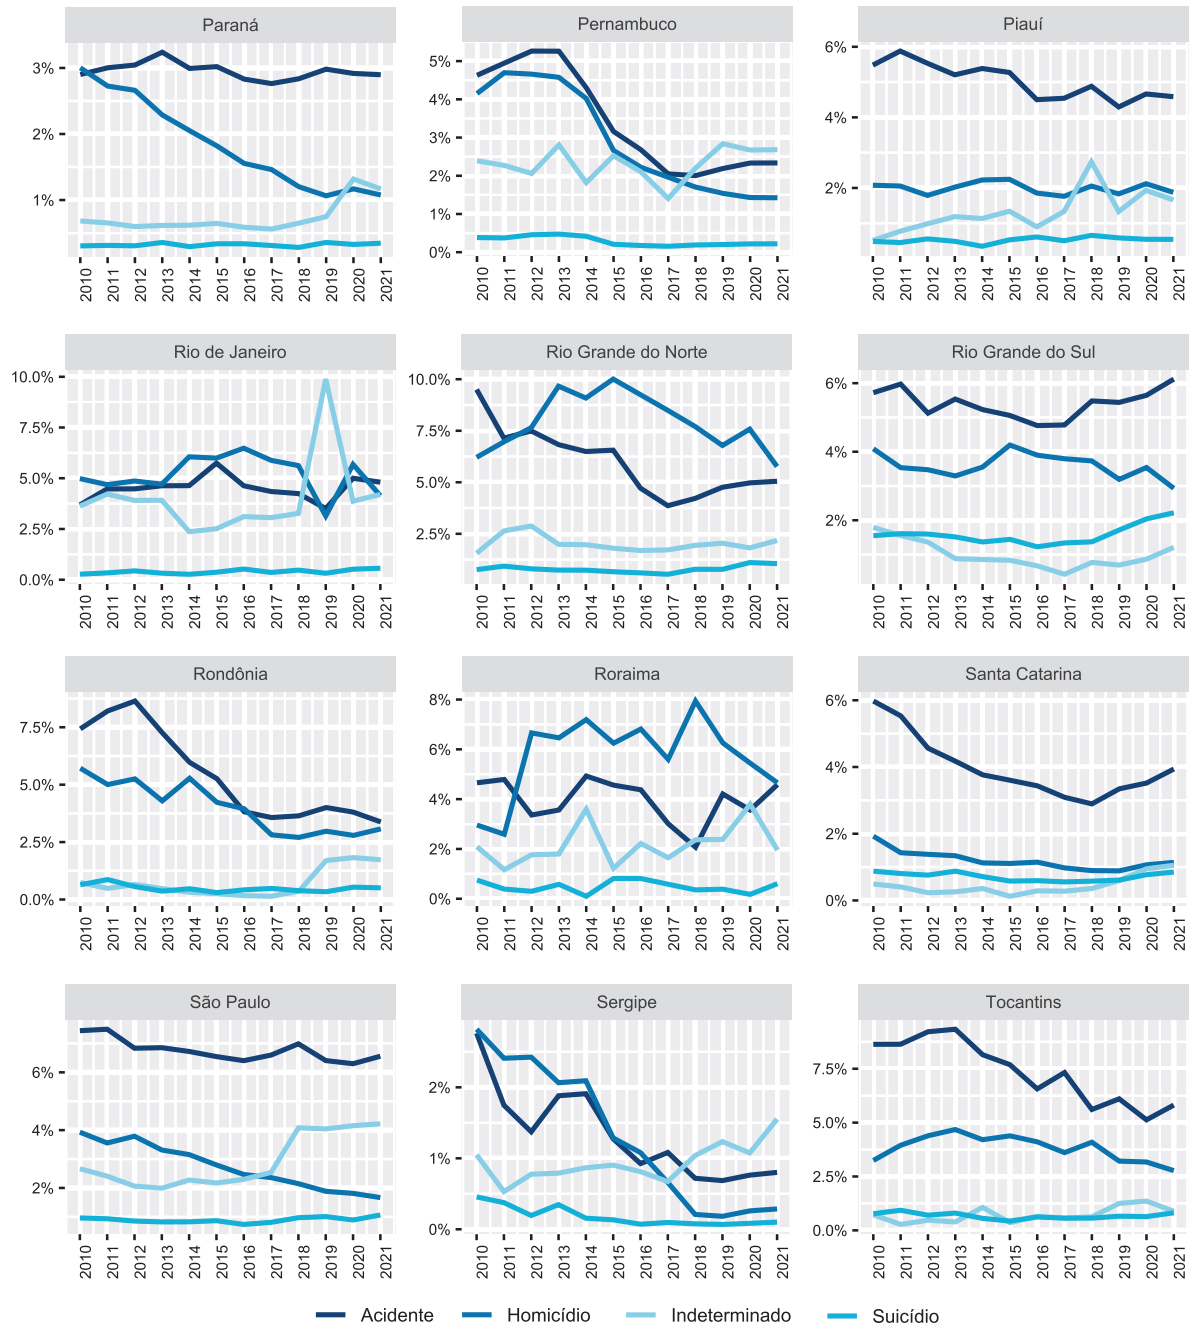 Paraná
Pernambuco
Piauí
3%
2%
1%
2010 2011 2012 2013 2014 2015 2016 2017 2018 2019 2020 2021
5%
4%
3%
2%
1%
0%
2010 2011 2012 2013 2014 2015 2016 2017 2018 2019 2020 2021
6%
4%
2%
2010 2011 2012 2013 2014 2015 2016 2017 2018 2019 2020 2021
Rio de Janeiro
Rio Grande do Norte
Rio Grande do Sul
10.0%
7.5%
5.0%
2.5%
0.0%
2010 2011 2012 2013 2014 2015 2016 2017 2018 2019 2020 2021
10.0%
7.5%
5.0%
2.5%
2010 2011 2012 2013 2014 2015 2016 2017 2018 2019 2020 2021
6%
4%
2%
2010 2011 2012 2013 2014 2015 2016 2017 2018 2019 2020 2021
Rondônia
Roraima
Santa Catarina
7.5%
5.0%
2.5%
0.0%
2010 2011 2012 2013 2014 2015 2016 2017 2018 2019 2020 2021
8%
6%
4%
2%
0%
2010 2011 2012 2013 2014 2015 2016 2017 2018 2019 2020 2021
6%
4%
2%
0%
2010 2011 2012 2013 2014 2015 2016 2017 2018 2019 2020 2021
São Paulo
Sergipe
Tocantins
6%
4%
2%
2010 2011 2012 2013 2014 2015 2016 2017 2018 2019 2020 2021
2%
1%
0%
2010 2011 2012 2013 2014 2015 2016 2017 2018 2019 2020 2021
7.5%
5.0%
2.5%
0.0%
2010 2011 2012 2013 2014 2015 2016 2017 2018 2019 2020 2021
Acidente Homicídio Indeterminado Suicídio